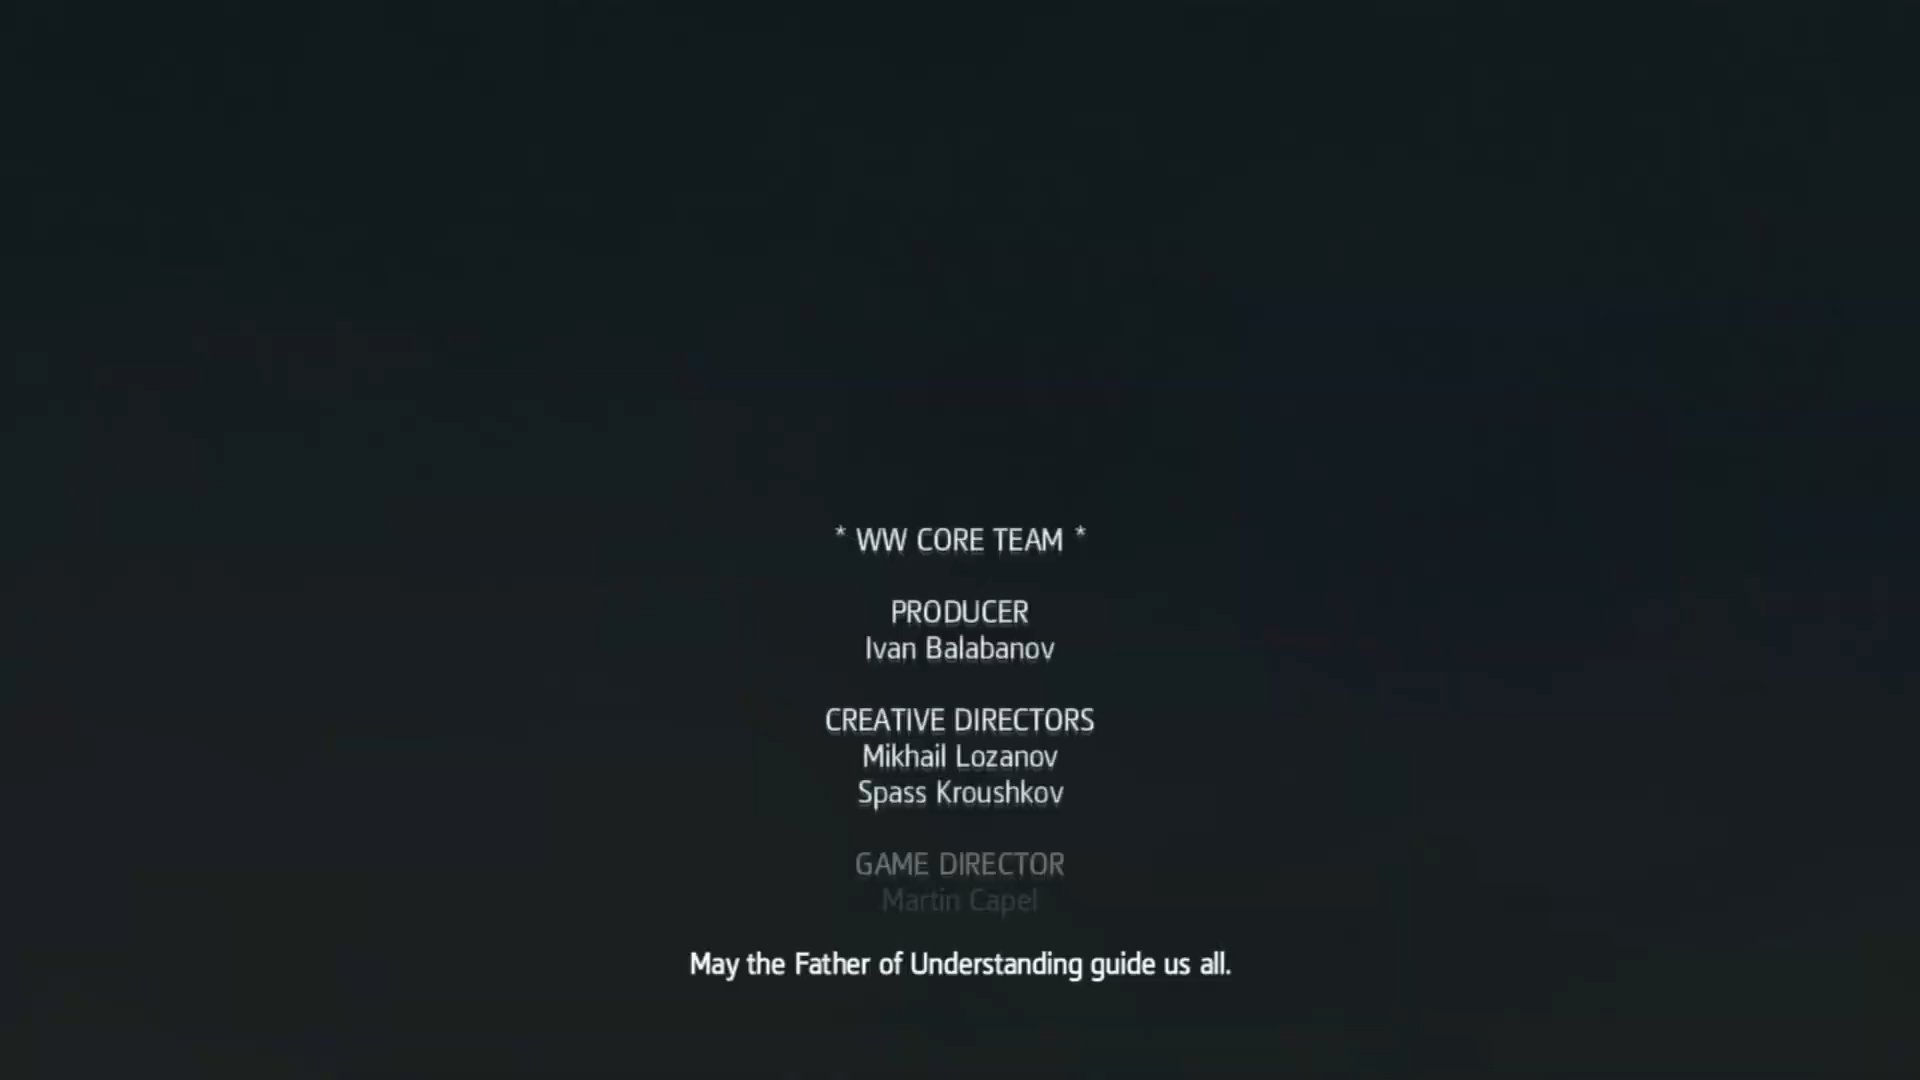 * WW CORE TEAM *
PRODUCER
Ivan Balabanov
CREATIVE DIRECTORS
Mikhail Lozanov
Spass Kroushkov
GAME DIRECTOR
Martin Capel
May the Father of Understanding guide us all.